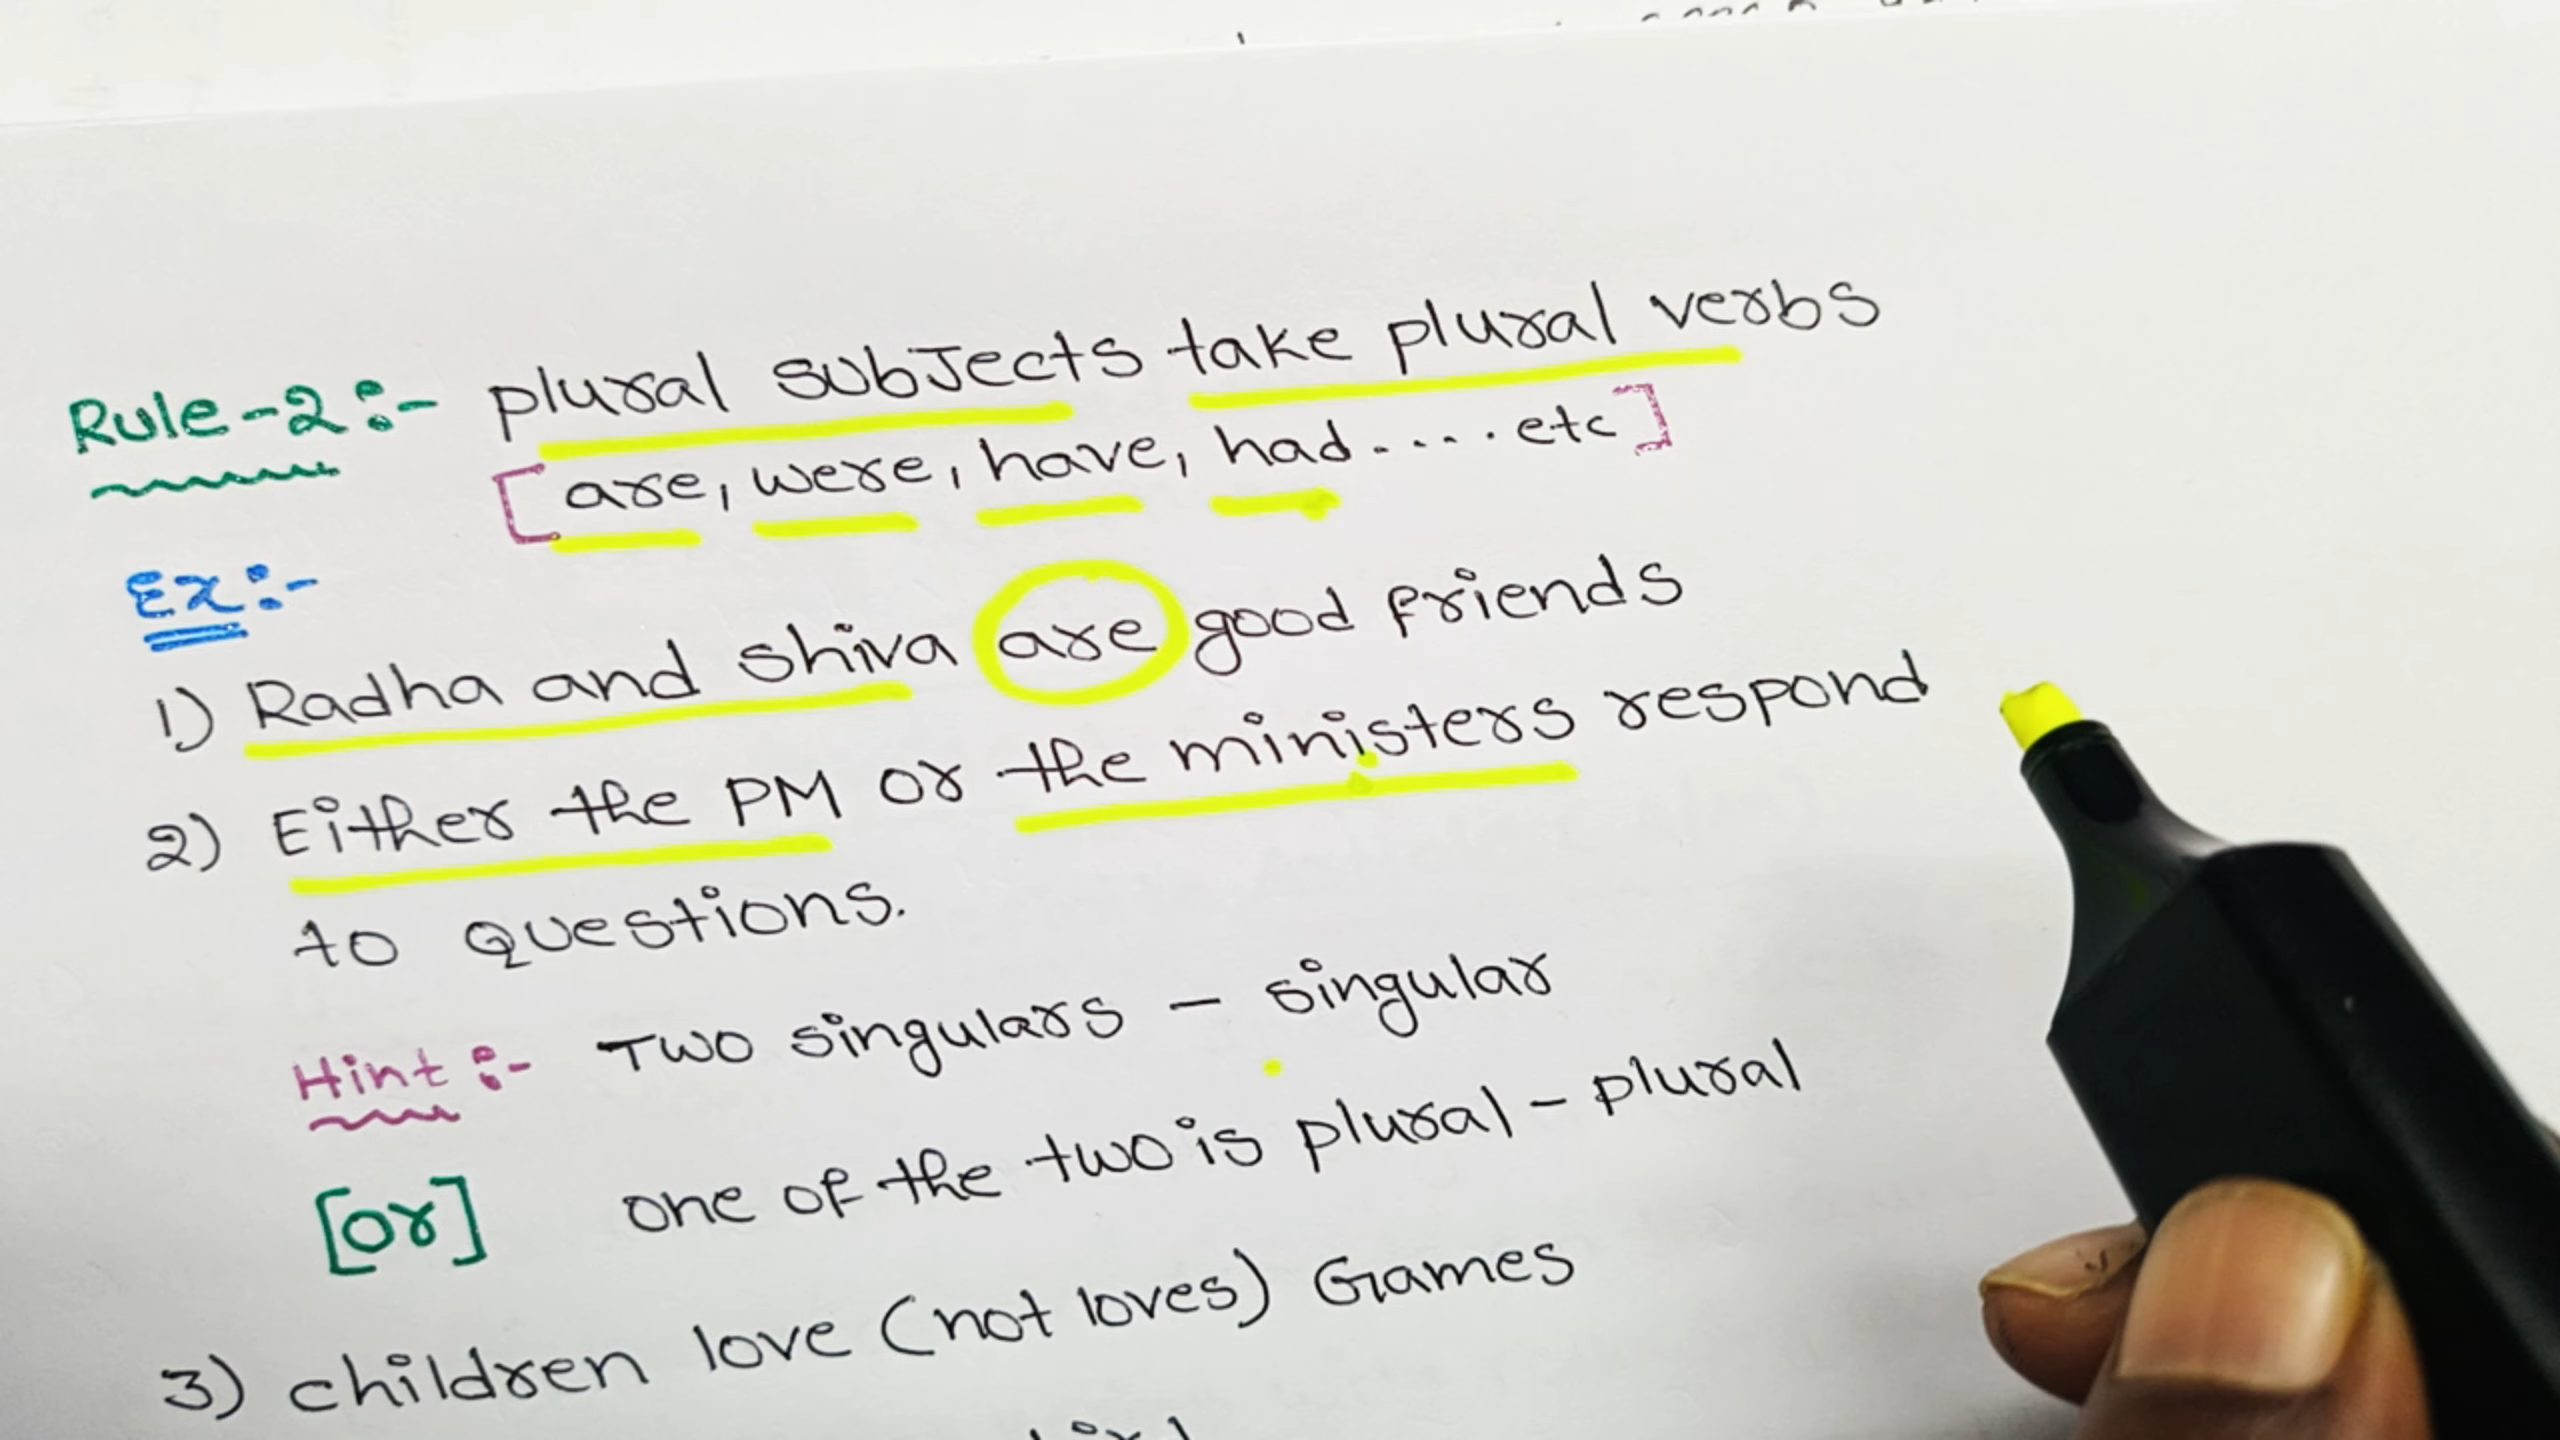 Rule-2:- plural subJects take plural verbs
[are, were, have, had.....etc]
Ex:-
1) Radha and shiva are good friends
2) Either the PM or the ministers respond
to Questions.
Hint:- Two singulars - singular
[or] one of the two is plural - plural
3) children love (not loves) Games